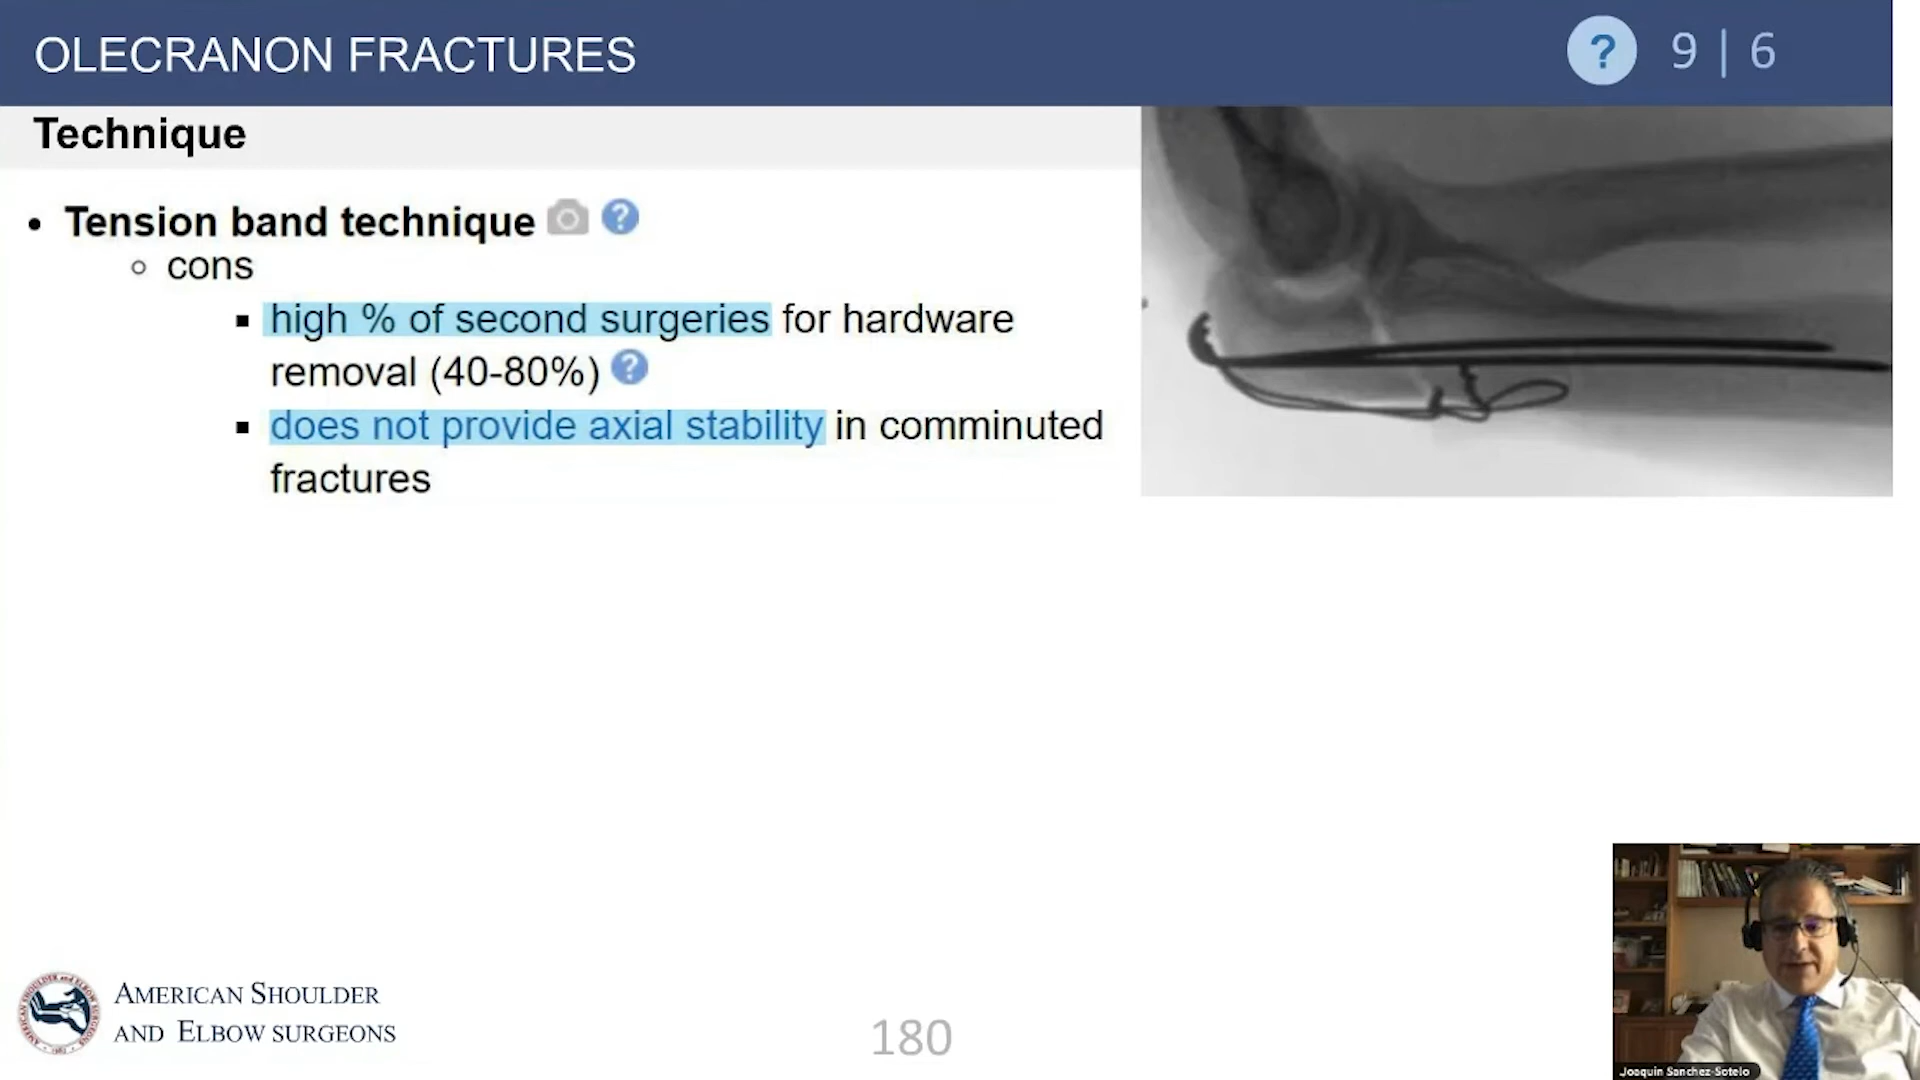 OLECRANON FRACTURES
? 9 | 6
Technique
• Tension band technique ?
cons
high % of second surgeries for hardware
removal (40-80%) ?
does not provide axial stability in comminuted
fractures
AMERICAN SHOULDER
AND ELBOW SURGEONS
180
Joaquin Sanchez-Sotelo